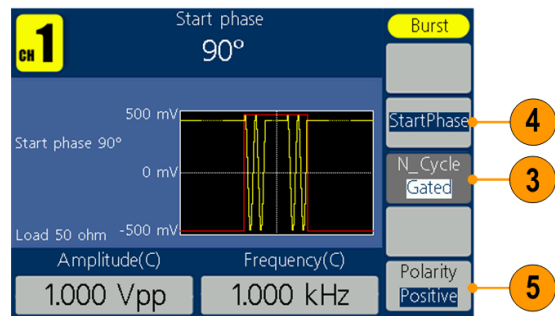 CH 1
Start phase
90°
Burst
500 mV
Start phase 90°
0 mV
Load 50 ohm
-500 mV
StartPhase
4
N_Cycle
Gated
3
Amplitude(C)
1.000 Vpp
Frequency(C)
1.000 kHz
Polarity
Positive
5